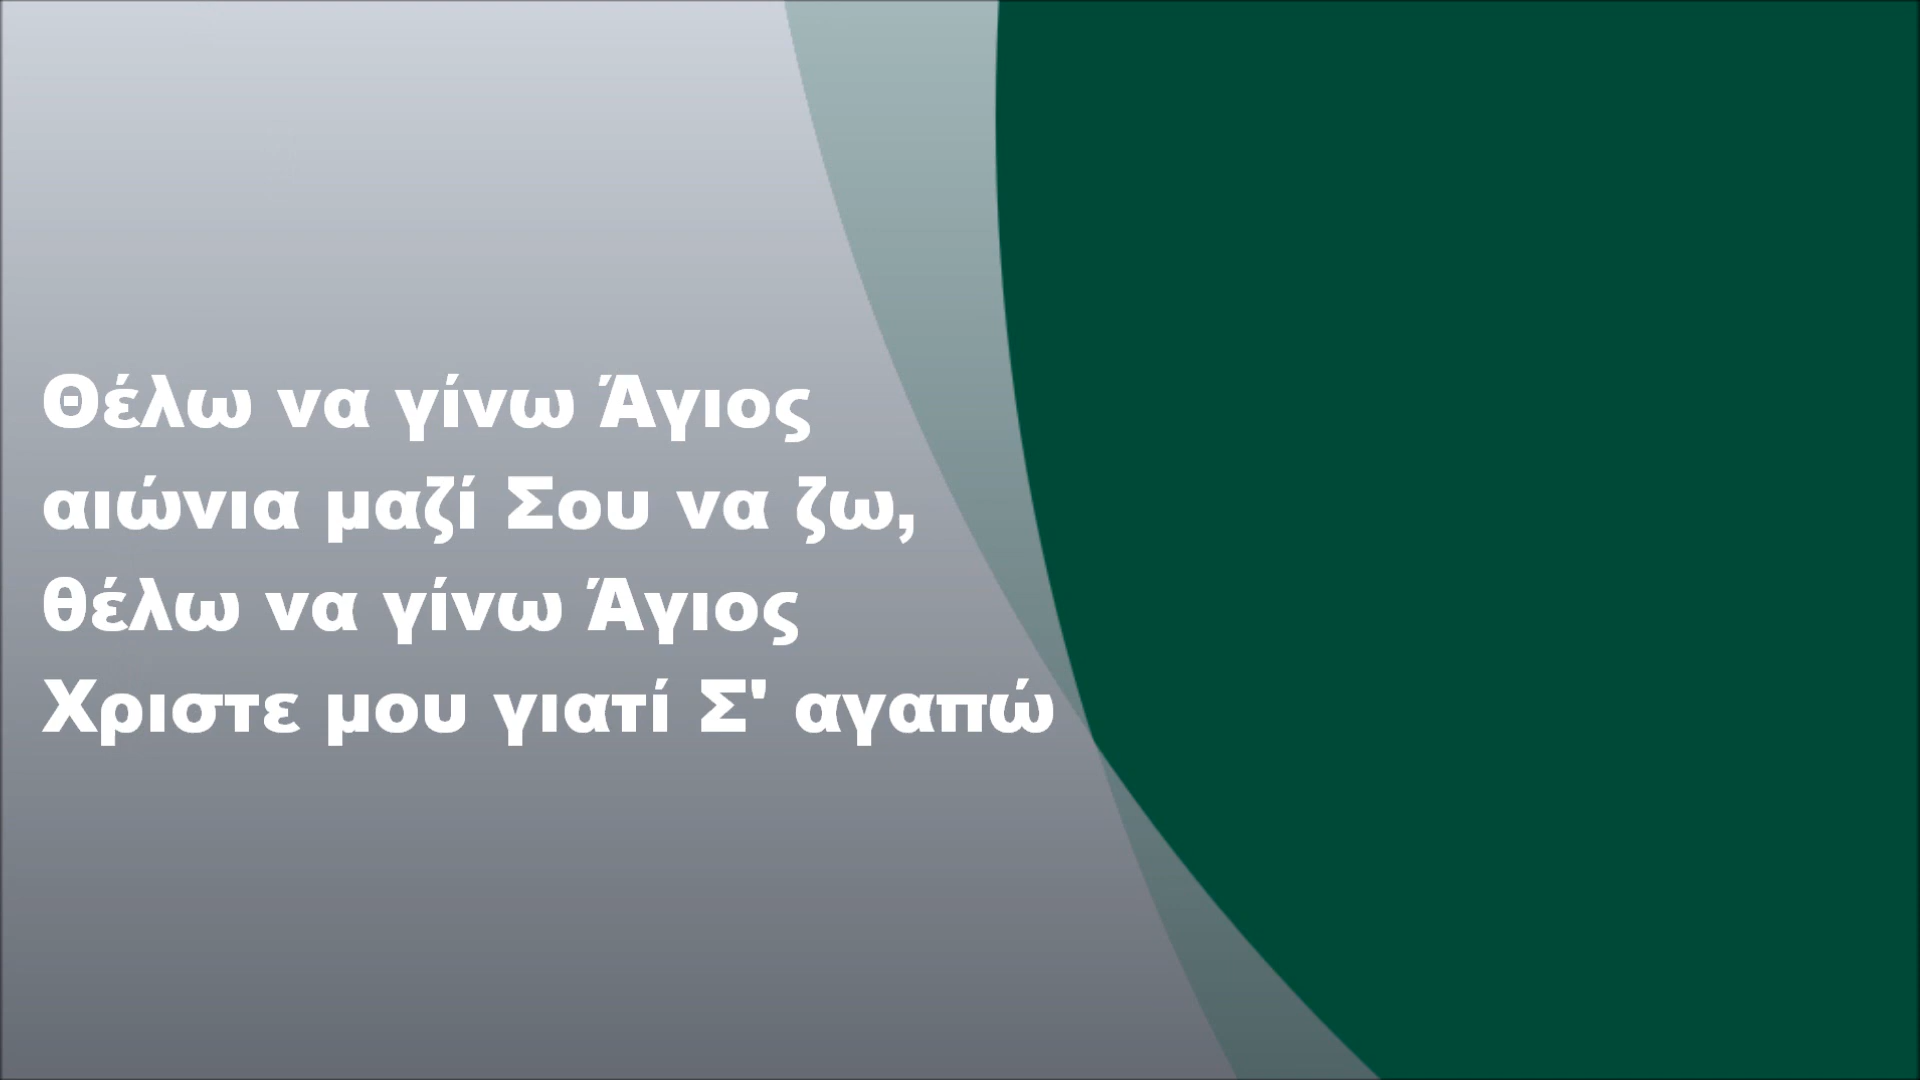 Θέλω να γίνω Άγιος
αιώνια μαζί Σου να ζω,
θέλω να γίνω Άγιος
Χριστε μου γιατί Σ' αγαπώ